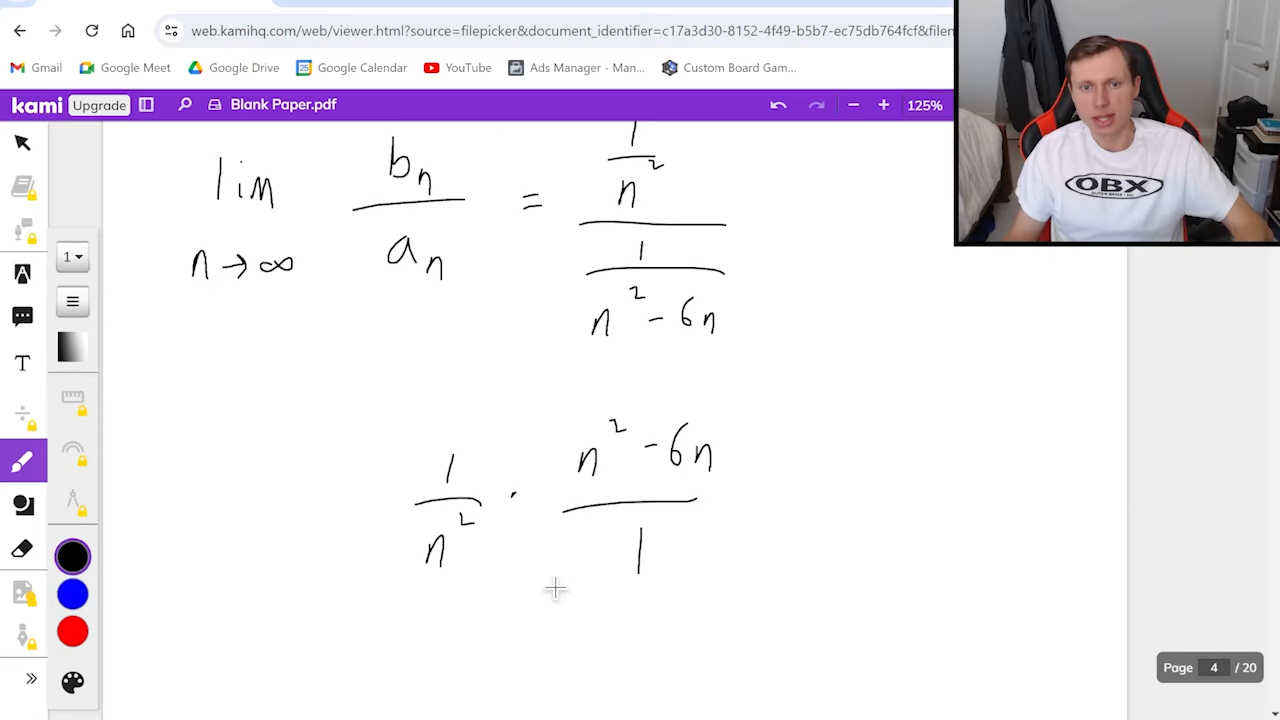 web.kamihq.com/web/viewer.html?source=filepicker&document_identifier=c17a3d30-8152-4f49-b5b7-ec75db764fcf&filen
Gmail Google Meet Google Drive 25 Google Calendar YouTube Ads Manager - Man... Custom Board Gam...
kami Upgrade Blank Paper.pdf 125%
OBX
1
T
lim n→∞ bₙ/aₙ = (1/n²)/(1/(n² - 6n))
1/n² · (n² - 6n)/1
Page 4 / 20